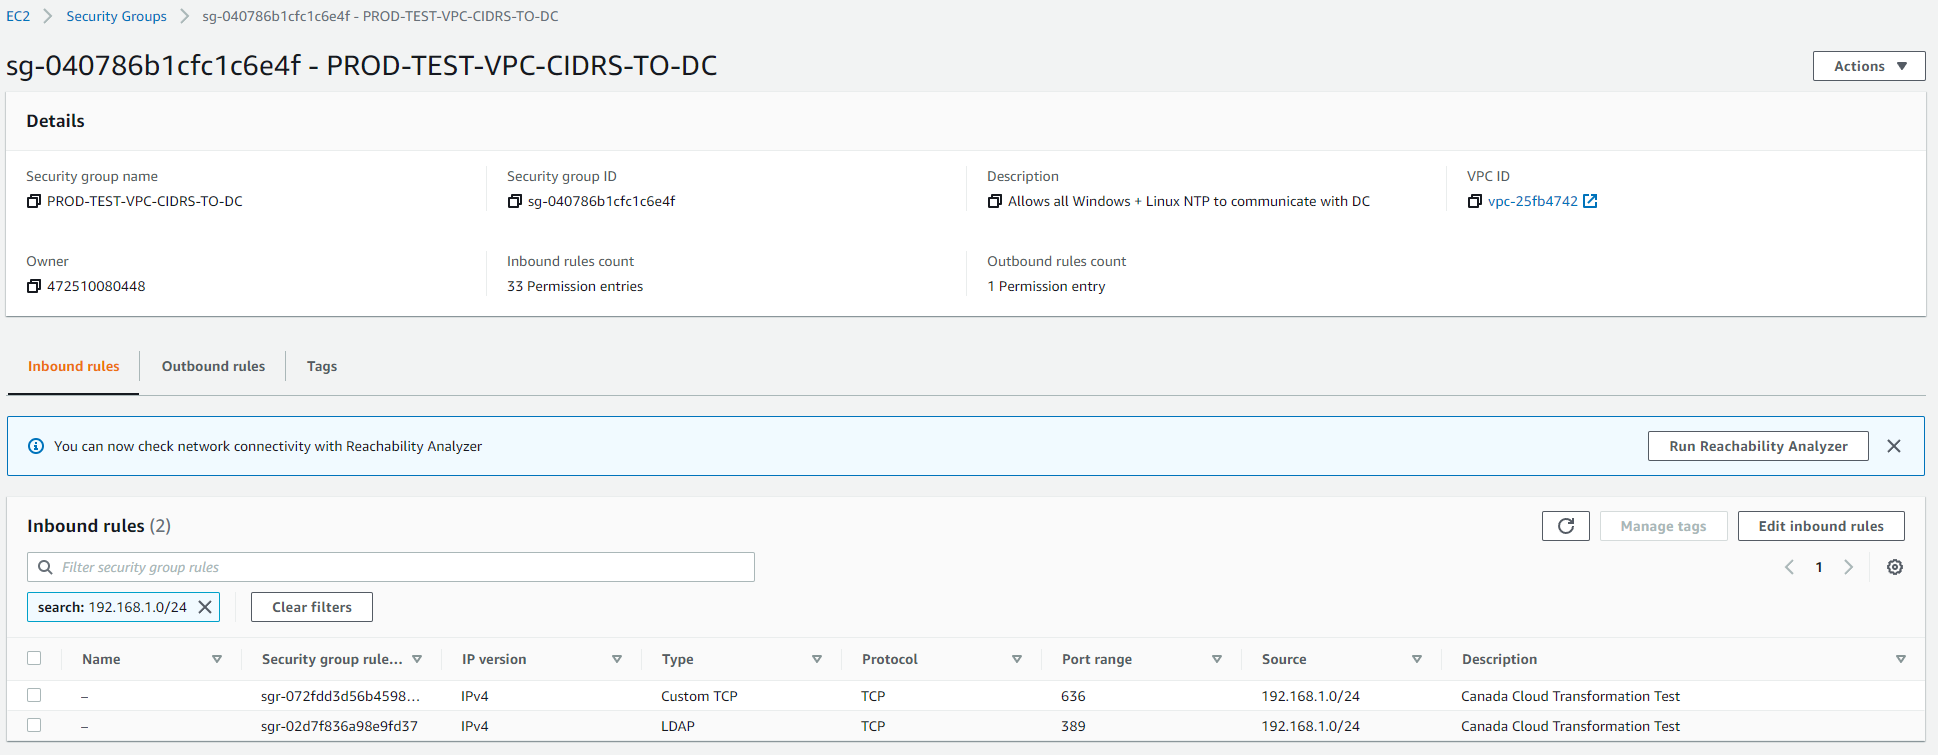 EC2 > Security Groups > sg-040786b1cfc1c6e4f - PROD-TEST-VPC-CIDRS-TO-DC
sg-040786b1cfc1c6e4f - PROD-TEST-VPC-CIDRS-TO-DC
Actions
Details
Security group name
PROD-TEST-VPC-CIDRS-TO-DC
Security group ID
sg-040786b1cfc1c6e4f
Description
Allows all Windows + Linux NTP to communicate with DC
VPC ID
vpc-25fb4742
Owner
472510080448
Inbound rules count
33 Permission entries
Outbound rules count
1 Permission entry
Inbound rules Outbound rules Tags
You can now check network connectivity with Reachability Analyzer Run Reachability Analyzer
Inbound rules (2) Manage tags Edit inbound rules
Filter security group rules 1
search: 192.168.1.0/24 Clear filters
Name Security group rule... IP version Type Protocol Port range Source Description
– sgr-072fdd3d56b4598... IPv4 Custom TCP TCP 636 192.168.1.0/24 Canada Cloud Transformation Test
– sgr-02d7f836a98e9fd37 IPv4 LDAP TCP 389 192.168.1.0/24 Canada Cloud Transformation Test